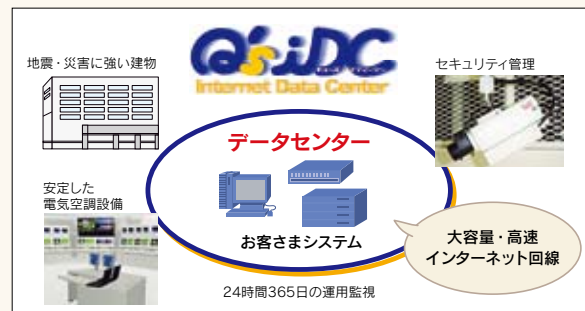 Q'siDC
Internet Data Center
地震・災害に強い建物
セキュリティ管理
データセンター
安定した
電気空調設備
お客さまシステム
大容量・高速
インターネット回線
24時間365日の運用監視